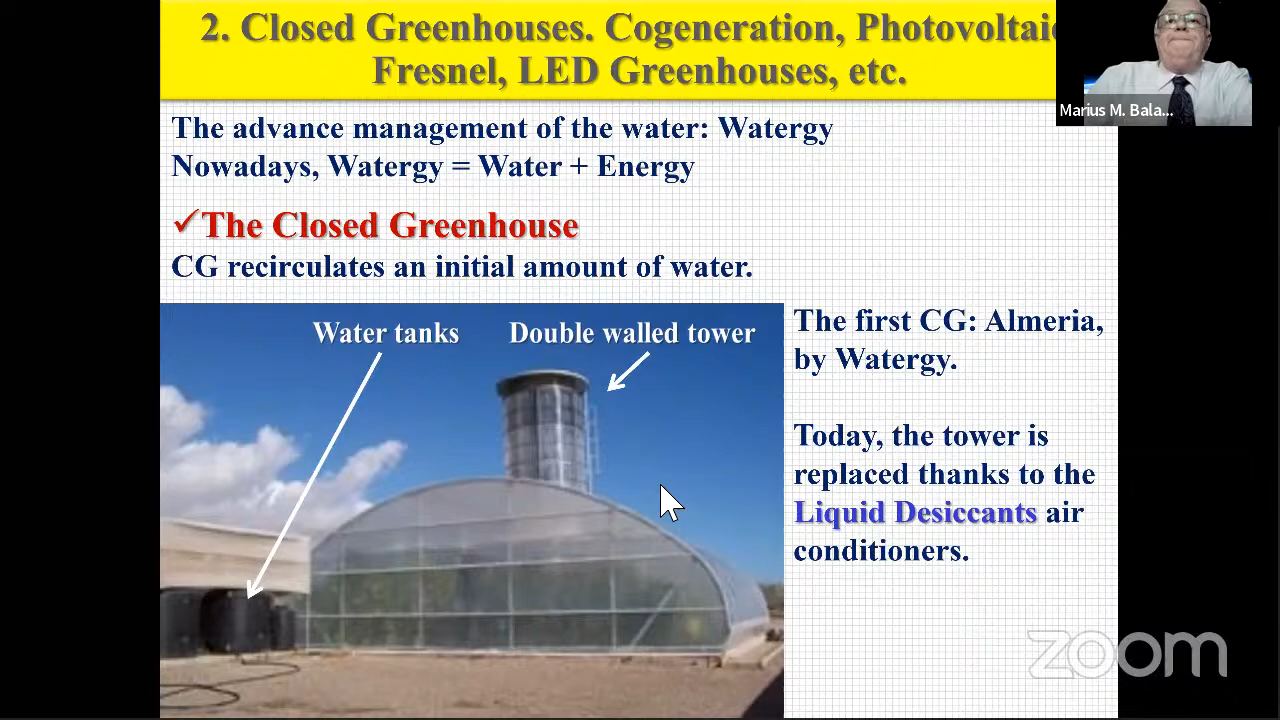 2. Closed Greenhouses. Cogeneration, Photovoltaic
Fresnel, LED Greenhouses, etc.
Marius M. Bala...
The advance management of the water: Watergy
Nowadays, Watergy = Water + Energy
✓The Closed Greenhouse
CG recirculates an initial amount of water.
Water tanks
Double walled tower
The first CG: Almeria,
by Watergy.
Today, the tower is
replaced thanks to the
Liquid Desiccants air
conditioners.
zoom